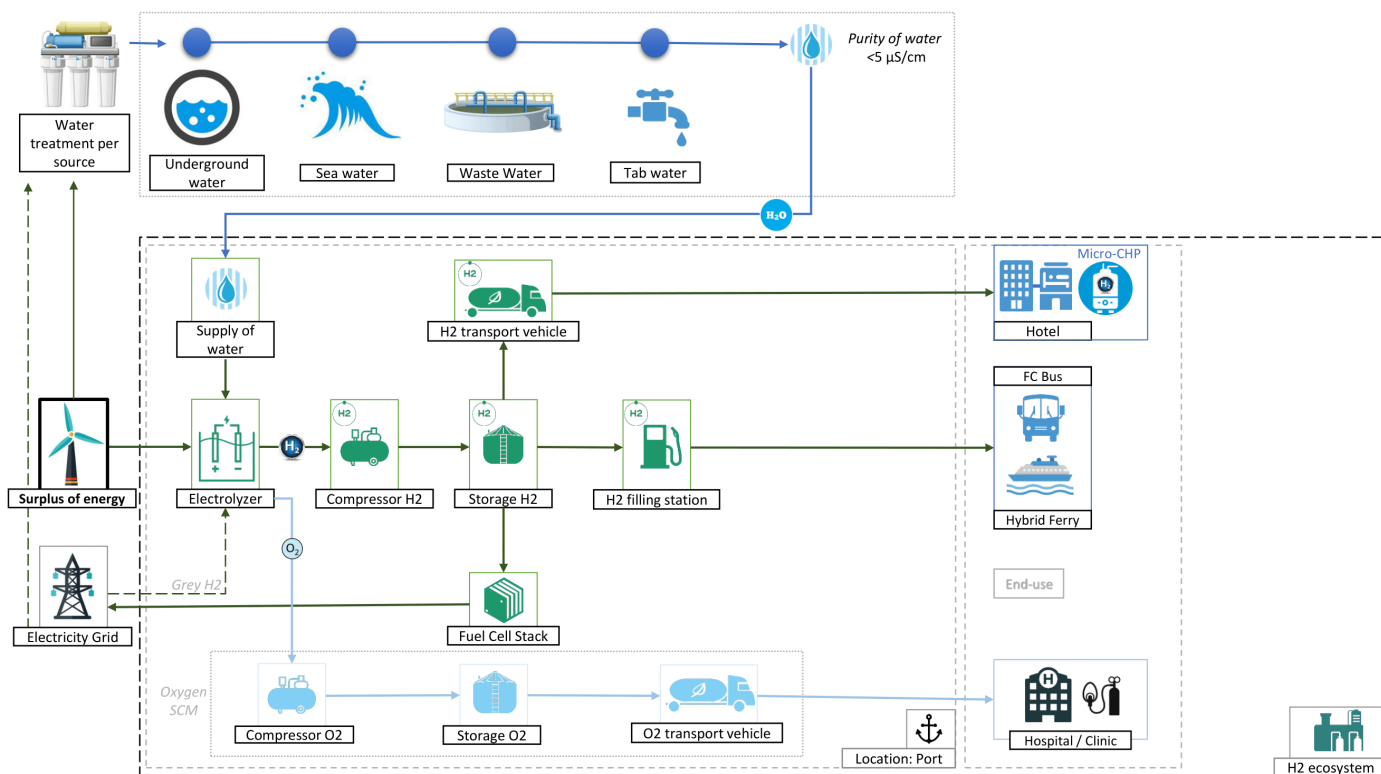 Purity of water
<5 µS/cm
Water
treatment per
source
Underground
water
Sea water
Waste Water
Tab water
H₂O
Micro-CHP
H2
H₂
Supply of
water
H2 transport vehicle
Hotel
FC Bus
H2
H2
H2
H₂
Surplus of energy
Electrolyzer
Compressor H2
Storage H2
H2 filling station
Hybrid Ferry
O₂
Grey H2
End-use
Electricity Grid
Fuel Cell Stack
Oxygen
SCM
H
Compressor O2
Storage O2
O2 transport vehicle
Location: Port
Hospital / Clinic
H2 ecosystem